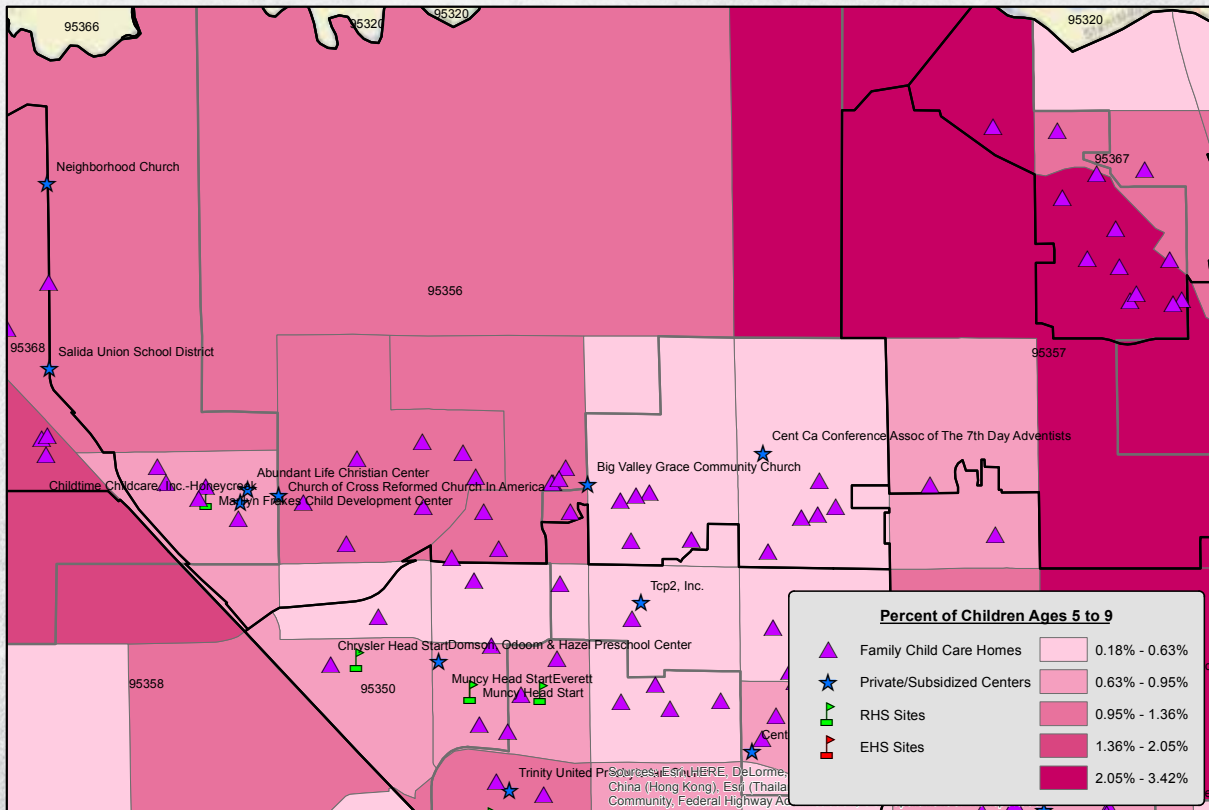 95366
95320
95320
95320
Neighborhood Church
95367
95356
95368
Salida Union School District
95357
Cent Ca Conference Assoc of The 7th Day Adventists
Big Valley Grace Community Church
Abundant Life Christian Center
Childtime Childcare, Inc.-Honeycreek
Church of Cross Reformed Church In America
Child Development Center
Tcp2, Inc.
Chrysler Head Start
Odoom & Hazel Preschool Center
Muncy Head Start
Everett
95358
95350
Muncy Head Start
Cent
Trinity United
Sources: Esri, HERE, DeLorme,
China (Hong Kong), Esri (Thaila
Community, Federal Highway Ad
Percent of Children Ages 5 to 9
Family Child Care Homes
0.18% - 0.63%
Private/Subsidized Centers
0.63% - 0.95%
RHS Sites
0.95% - 1.36%
EHS Sites
1.36% - 2.05%
2.05% - 3.42%